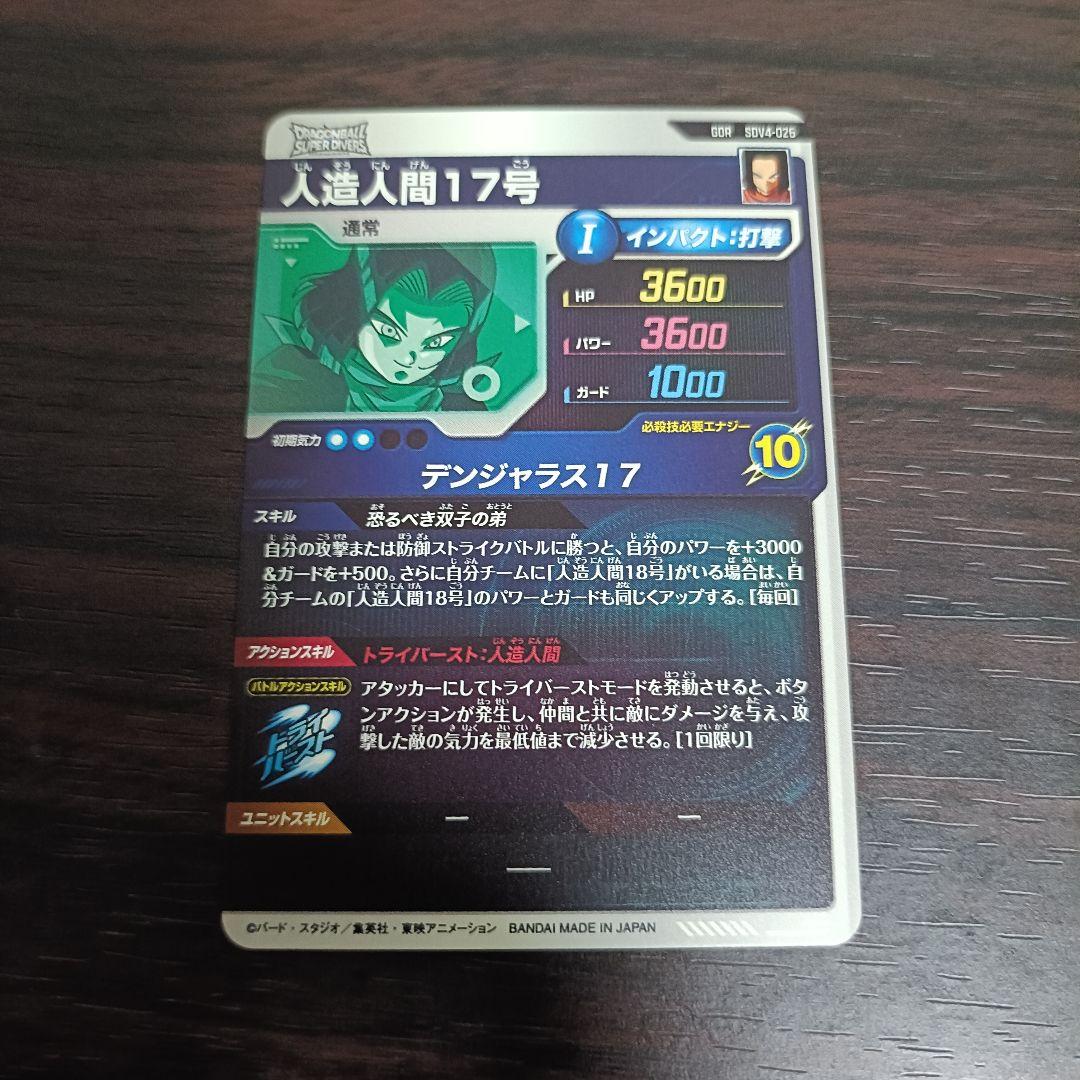 DRAGONBALL
SUPER DIVERS
GDR SDV4-025
じん ぞう にん げん ごう
人造人間17号
通常
I インパクト:打撃
HP 3600
パワー 3600
ガード 1000
初期気力
必殺技必要エナジー
10
デンジャラス17
スキル 恐るべき双子の弟
自分の攻撃または防御ストライクバトルに勝つと、自分のパワーを+3000
&ガードを+500。さらに自分チームに「人造人間18号」がいる場合は、自
分チームの「人造人間18号」のパワーとガードも同じくアップする。[毎回]
アクションスキル トライバースト:人造人間
バトルアクションスキル
アタッカーにしてトライバーストモードを発動させると、ボタ
ンアクションが発生し、仲間と共に敵にダメージを与え、攻
撃した敵の気力を最低値まで減少させる。[1回限り]
トライ
バースト
ユニットスキル ー ー
ー
©バード・スタジオ/集英社・東映アニメーション BANDAI MADE IN JAPAN